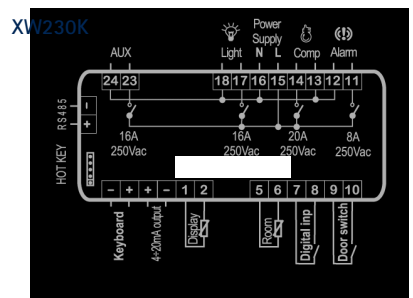 XW230K
Power
Supply
AUX Light N L Comp Alarm
24 23 18 17 16 15 14 13 12 11
RS485
-
+
16A
250Vac
16A
250Vac
20A
250Vac
8A
250Vac
HOT KEY
- + + - 1 2 5 6 7 8 9 10
Keyboard
4÷20mA output
Display
Room
Digital inp
Door switch